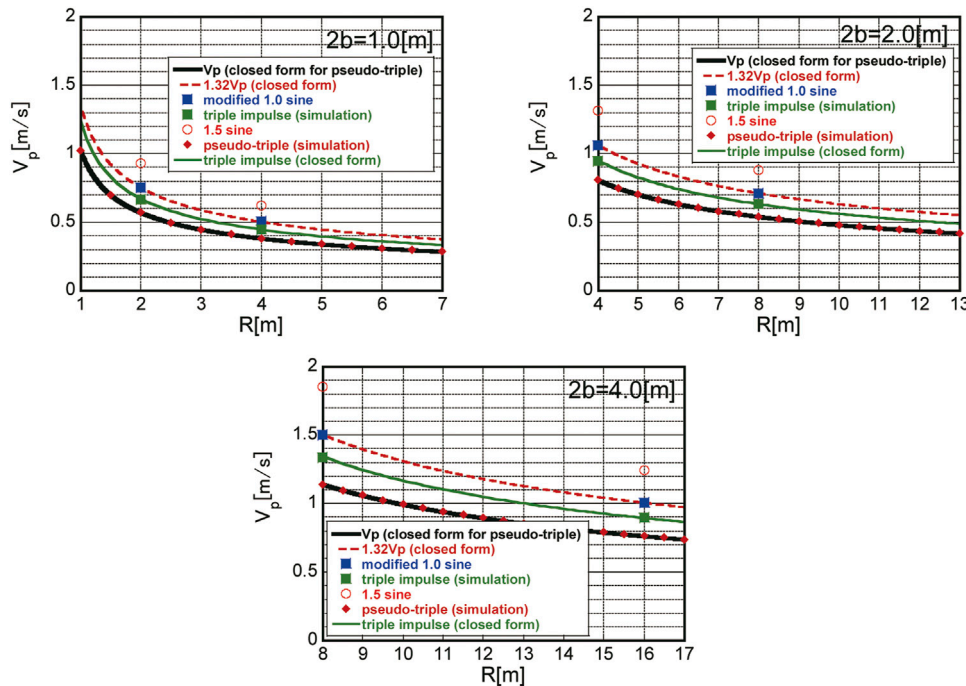 2b=1.0[m]
Vp (closed form for pseudo-triple)
1.32Vp (closed form)
modified 1.0 sine
triple impulse (simulation)
1.5 sine
pseudo-triple (simulation)
triple impulse (closed form)
Vp[m/s]
2
1.5
1
0.5
0
1 2 3 4 5 6 7
R[m]
2b=2.0[m]
Vp (closed form for pseudo-triple)
1.32Vp (closed form)
modified 1.0 sine
triple impulse (simulation)
1.5 sine
pseudo-triple (simulation)
triple impulse (closed form)
Vp[m/s]
2
1.5
1
0.5
0
4 5 6 7 8 9 10 11 12 13
R[m]
2b=4.0[m]
Vp (closed form for pseudo-triple)
1.32Vp (closed form)
modified 1.0 sine
triple impulse (simulation)
1.5 sine
pseudo-triple (simulation)
triple impulse (closed form)
Vp[m/s]
2
1.5
1
0.5
0
8 9 10 11 12 13 14 15 16 17
R[m]